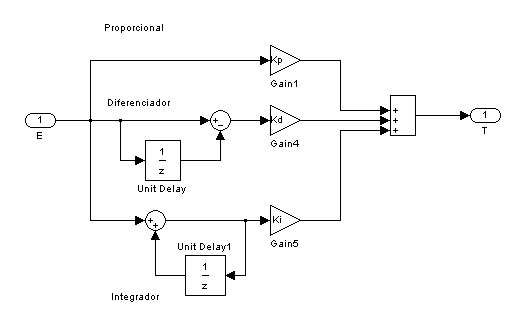 Proporcional
Kp
Gain1
Diferenciador
1
E
+
−
Kd
Gain4
+
+
+
1
T
1
z
Unit Delay
+
+
Ki
Gain5
Unit Delay1
1
z
Integrador